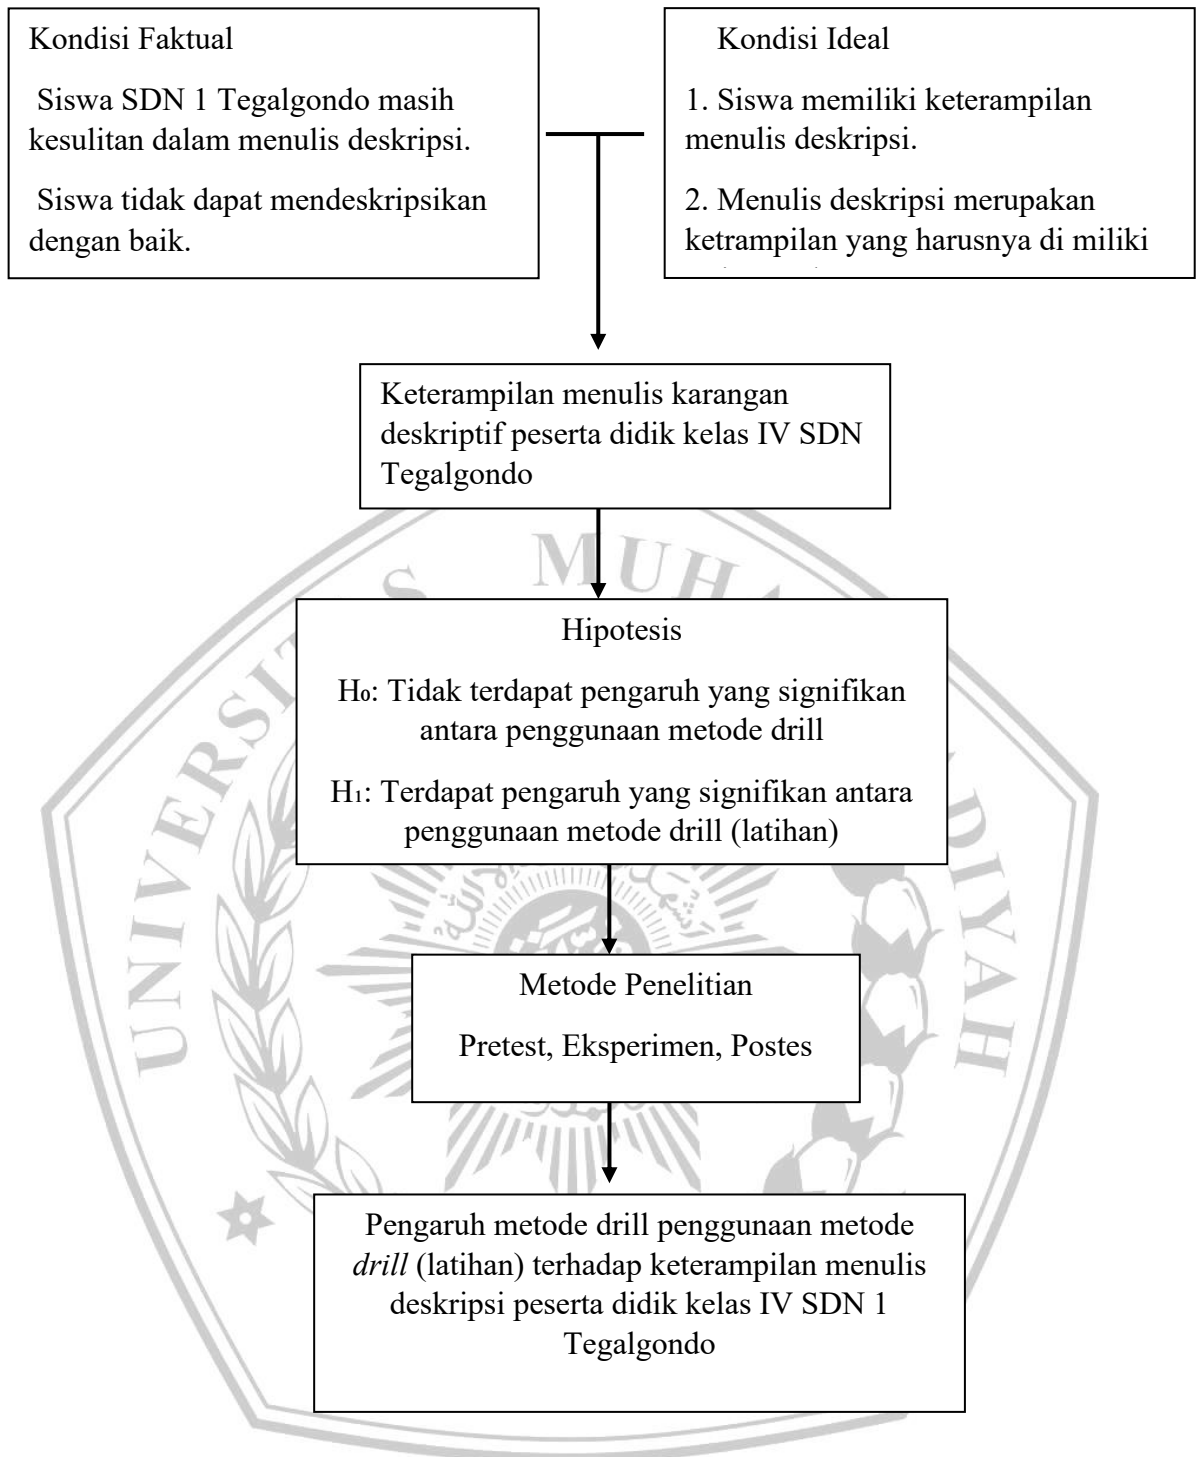 Kondisi Faktual
Siswa SDN 1 Tegalgondo masih
kesulitan dalam menulis deskripsi.
Siswa tidak dapat mendeskripsikan
dengan baik.
Kondisi Ideal
1. Siswa memiliki keterampilan
menulis deskripsi.
2. Menulis deskripsi merupakan
ketrampilan yang harusnya di miliki
Keterampilan menulis karangan
deskriptif peserta didik kelas IV SDN
Tegalgondo
Hipotesis
H₀: Tidak terdapat pengaruh yang signifikan
antara penggunaan metode drill
H₁: Terdapat pengaruh yang signifikan antara
penggunaan metode drill (latihan)
Metode Penelitian
Pretest, Eksperimen, Postes
Pengaruh metode drill penggunaan metode
drill (latihan) terhadap keterampilan menulis
deskripsi peserta didik kelas IV SDN 1
Tegalgondo